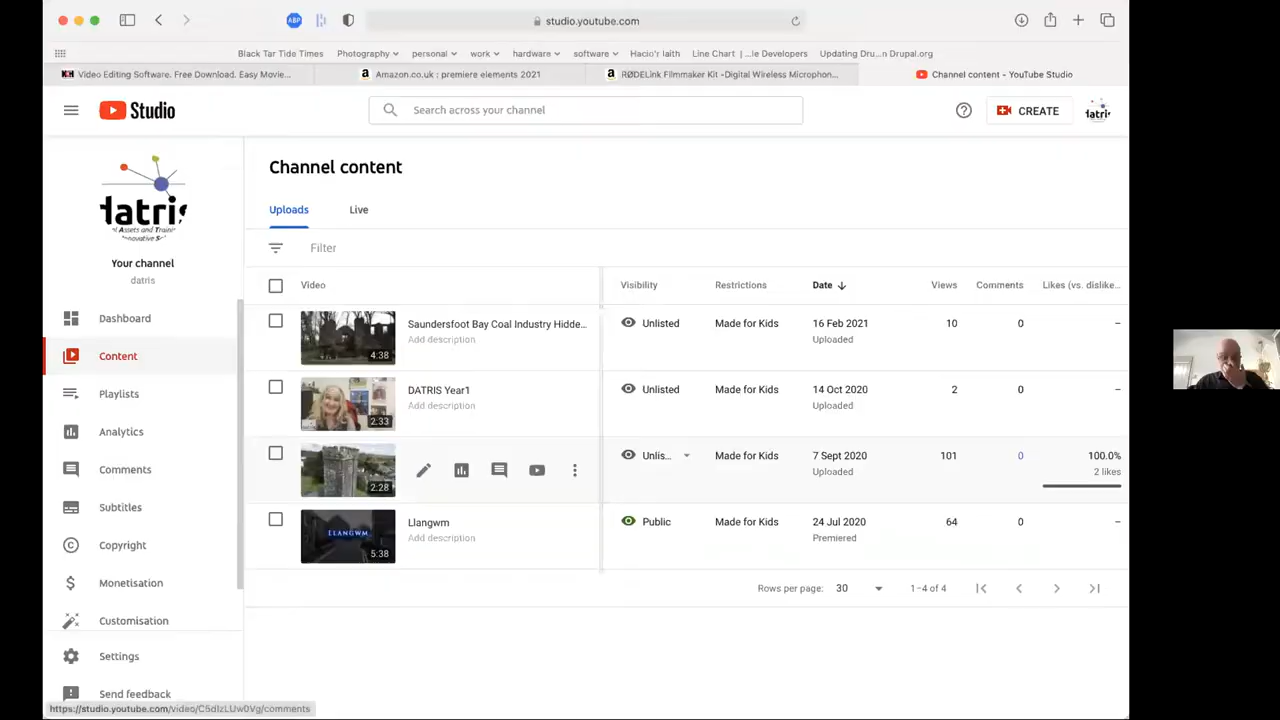 ABP
studio.youtube.com
Black Tar Tide Times
Photography
personal
work
hardware
software
Hacio'r Iaith
Line Chart | ...le Developers
Updating Dru...n Drupal.org
Video Editing Software. Free Download. Easy Movie...
Amazon.co.uk : premiere elements 2021
RØDELink Filmmaker Kit -Digital Wireless Microphon...
Channel content - YouTube Studio
Studio
Search across your channel
CREATE
datris
Your channel
datris
Dashboard
Content
Playlists
Analytics
Comments
Subtitles
Copyright
Monetisation
Customisation
Settings
Send feedback
Channel content
Uploads
Live
Filter
Video
Visibility
Restrictions
Date
Views
Comments
Likes (vs. dislike...
4:38
Saundersfoot Bay Coal Industry Hidde...
Add description
Unlisted
Made for Kids
16 Feb 2021
Uploaded
10
0
–
2:33
DATRIS Year1
Add description
Unlisted
Made for Kids
14 Oct 2020
Uploaded
2
0
–
2:28
Unlis...
Made for Kids
7 Sept 2020
Uploaded
101
0
100.0%
2 likes
LLANGWM
5:38
Llangwm
Add description
Public
Made for Kids
24 Jul 2020
Premiered
64
0
–
Rows per page: 30
1–4 of 4
https://studio.youtube.com/video/C5dIzLUw0Vg/comments